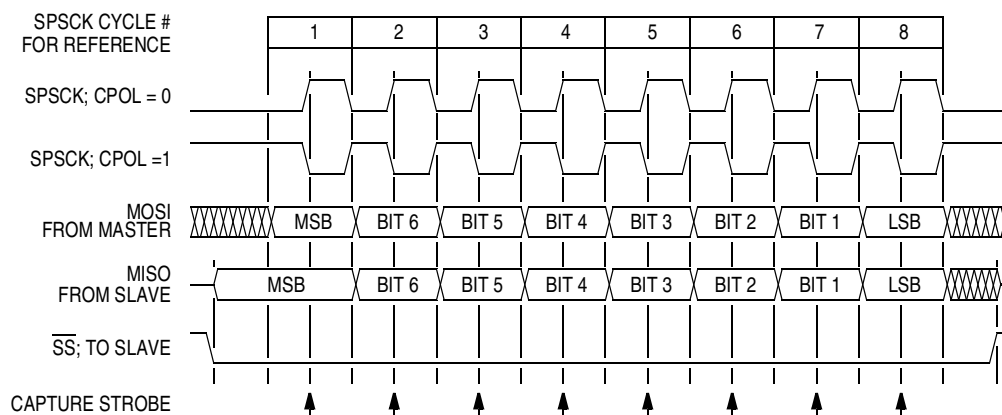 SPSCK CYCLE #
FOR REFERENCE
1 2 3 4 5 6 7 8
SPSCK; CPOL = 0
SPSCK; CPOL =1
MOSI
FROM MASTER
MSB BIT 6 BIT 5 BIT 4 BIT 3 BIT 2 BIT 1 LSB
MISO
FROM SLAVE
MSB BIT 6 BIT 5 BIT 4 BIT 3 BIT 2 BIT 1 LSB
S̅S̅; TO SLAVE
CAPTURE STROBE